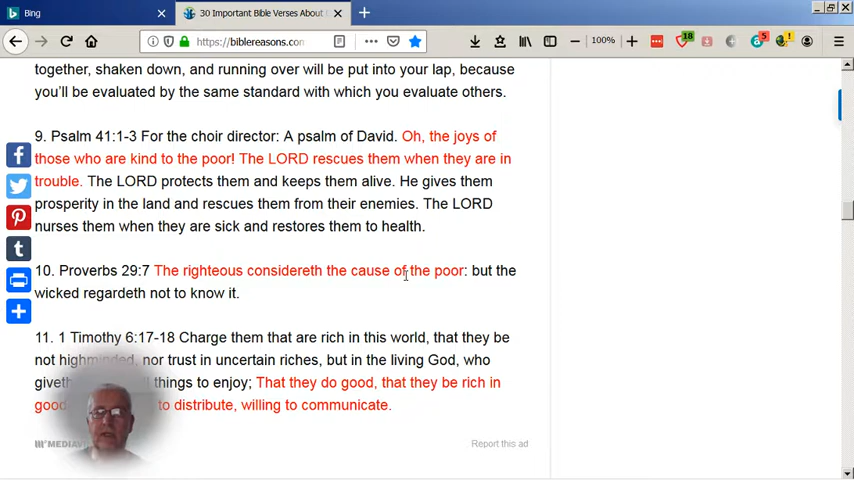 Bing
30 Important Bible Verses About
https://biblereasons.con
100%
18
5
together, shaken down, and running over will be put into your lap, because
you'll be evaluated by the same standard with which you evaluate others.
9. Psalm 41:1-3 For the choir director: A psalm of David. Oh, the joys of
those who are kind to the poor! The LORD rescues them when they are in
trouble. The LORD protects them and keeps them alive. He gives them
prosperity in the land and rescues them from their enemies. The LORD
nurses them when they are sick and restores them to health.
10. Proverbs 29:7 The righteous considereth the cause of the poor: but the
wicked regardeth not to know it.
11. 1 Timothy 6:17-18 Charge them that are rich in this world, that they be
not highminded, nor trust in uncertain riches, but in the living God, who
things to enjoy; That they do good, that they be rich in
to distribute, willing to communicate.
Report this ad